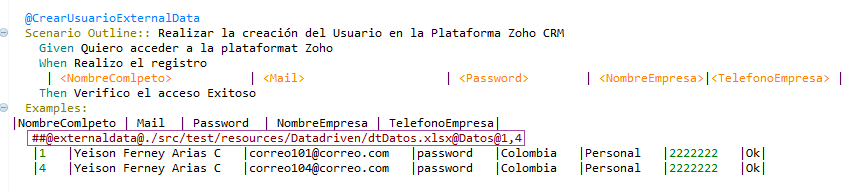 @CrearUsuarioExternalData
Scenario Outline:: Realizar la creación del Usuario en la Plataforma Zoho CRM
Given Quiero acceder a la plataformat Zoho
When Realizo el registro
| <NombreComlpeto> | <Mail> | <Password> | <NombreEmpresa>|<TelefonoEmpresa> |
Then Verifico el acceso Exitoso
Examples:
|NombreComlpeto | Mail | Password | NombreEmpresa | TelefonoEmpresa|
##@externaldata@./src/test/resources/Datadriven/dtDatos.xlsx@Datos@1,4
|1 |Yeison Ferney Arias C |correo101@correo.com |password |Colombia |Personal |2222222 |Ok|
|4 |Yeison Ferney Arias C |correo104@correo.com |password |Colombia |Personal |2222222 |Ok|